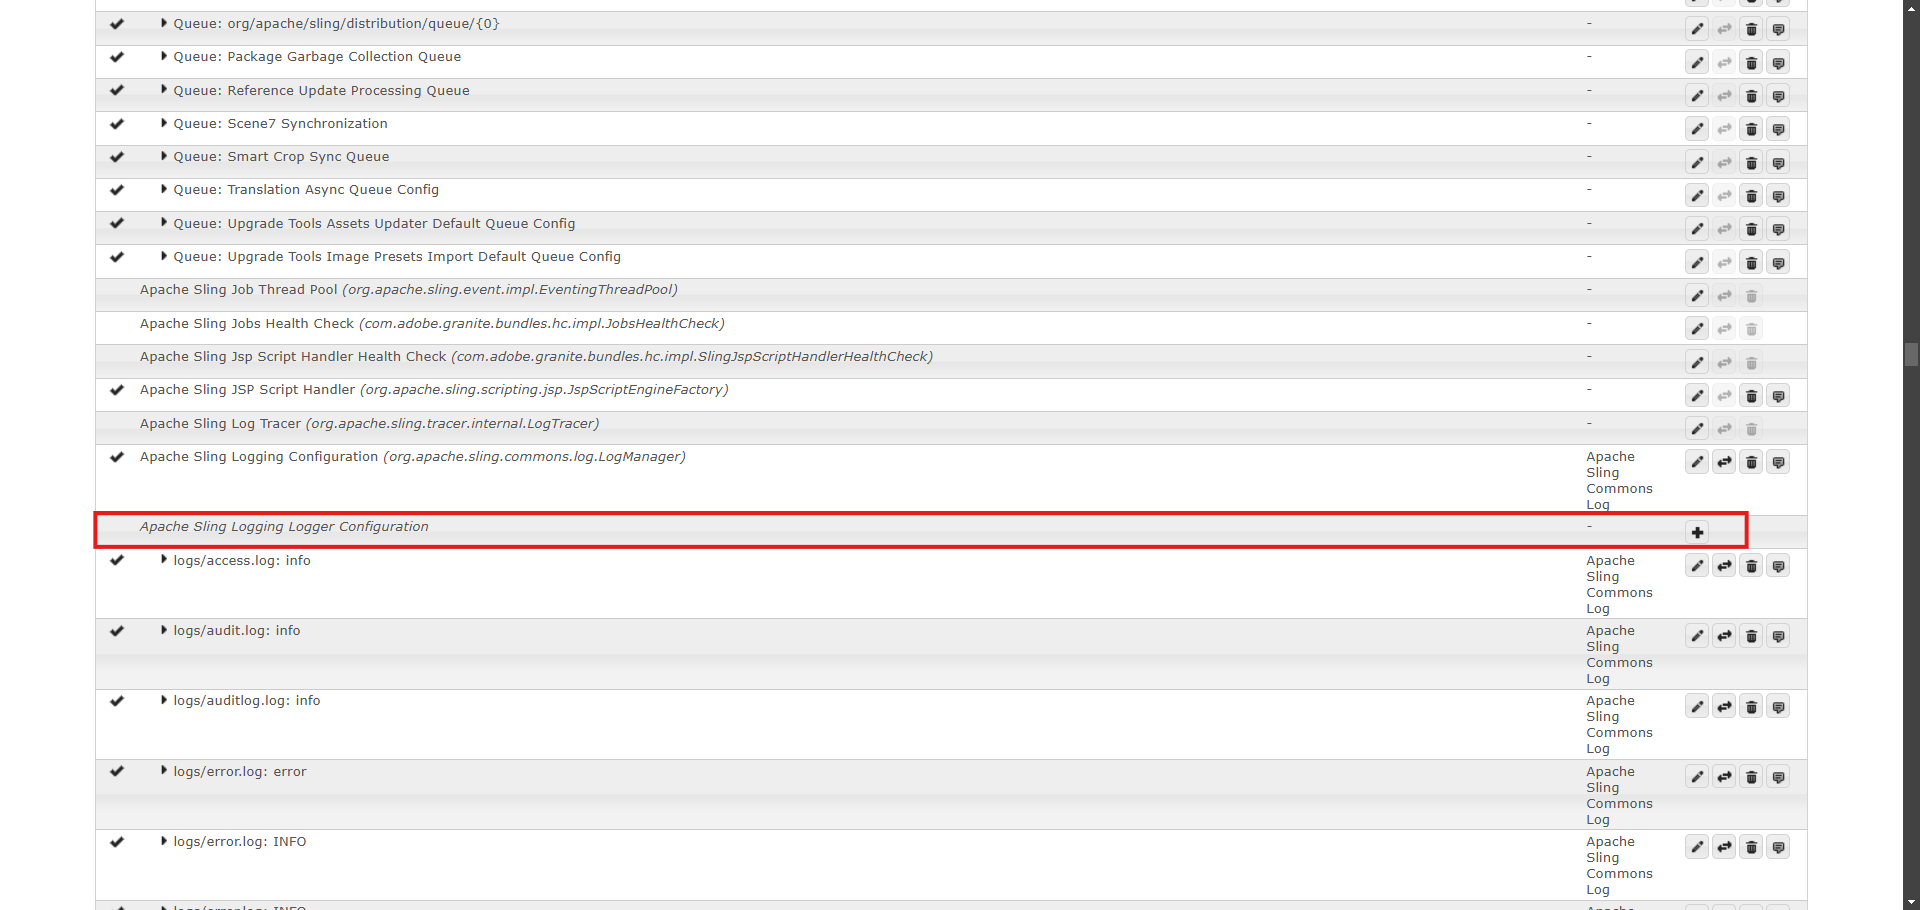 Queue: org/apache/sling/distribution/queue/{0} -
Queue: Package Garbage Collection Queue -
Queue: Reference Update Processing Queue -
Queue: Scene7 Synchronization -
Queue: Smart Crop Sync Queue -
Queue: Translation Async Queue Config -
Queue: Upgrade Tools Assets Updater Default Queue Config -
Queue: Upgrade Tools Image Presets Import Default Queue Config -
Apache Sling Job Thread Pool (org.apache.sling.event.impl.EventingThreadPool) -
Apache Sling Jobs Health Check (com.adobe.granite.bundles.hc.impl.JobsHealthCheck) -
Apache Sling Jsp Script Handler Health Check (com.adobe.granite.bundles.hc.impl.SlingJspScriptHandlerHealthCheck) -
Apache Sling JSP Script Handler (org.apache.sling.scripting.jsp.JspScriptEngineFactory) -
Apache Sling Log Tracer (org.apache.sling.tracer.internal.LogTracer) -
Apache Sling Logging Configuration (org.apache.sling.commons.log.LogManager) Apache
Sling
Commons
Log
Apache Sling Logging Logger Configuration -
logs/access.log: info Apache
Sling
Commons
Log
logs/audit.log: info Apache
Sling
Commons
Log
logs/auditlog.log: info Apache
Sling
Commons
Log
logs/error.log: error Apache
Sling
Commons
Log
logs/error.log: INFO Apache
Sling
Commons
Log